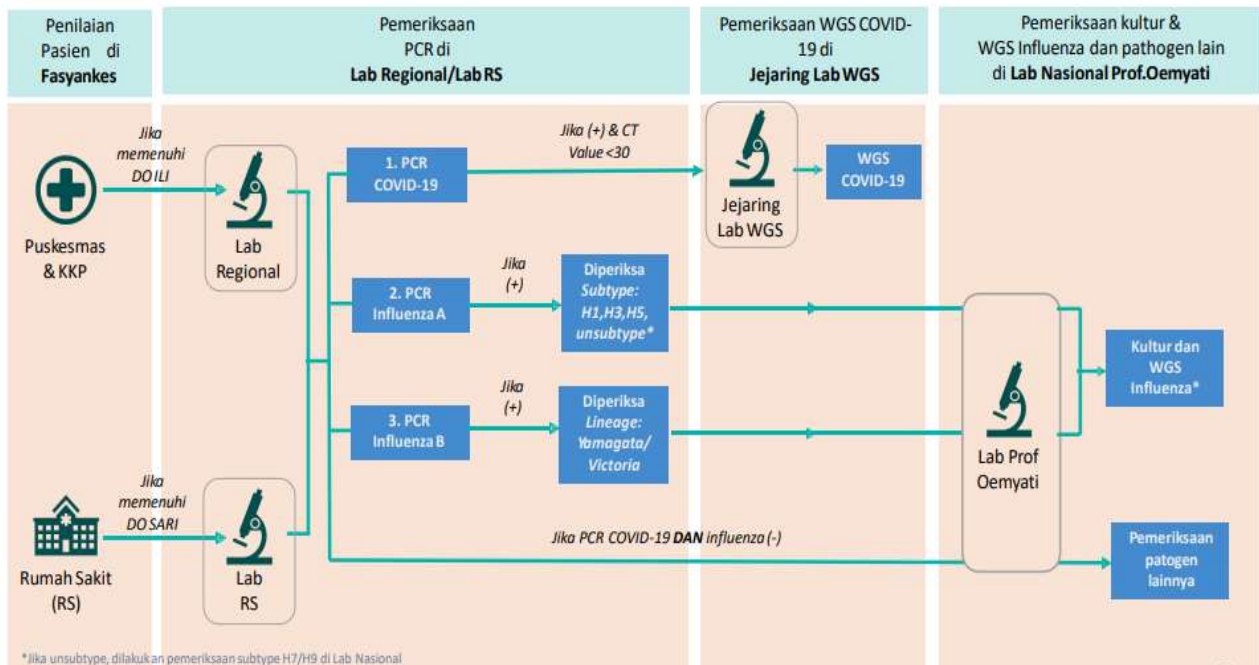 Penilaian
Pasien di
Fasyankes
Pemeriksaan
PCR di
Lab Regional/Lab RS
Pemeriksaan WGS COVID-
19 di
Jejaring Lab WGS
Pemeriksaan kultur &
WGS Influenza dan pathogen lain
di Lab Nasional Prof.Oemyati
Jika
memenuhi
DO ILI
Puskesmas
& KKP
Lab
Regional
1. PCR
COVID-19
Jika (+) & CT
Value <30
Jejaring
Lab WGS
WGS
COVID-19
2. PCR
Influenza A
Jika
(+)
Diperiksa
Subtype:
H1,H3,H5,
unsubtype*
3. PCR
Influenza B
Jika
(+)
Diperiksa
Lineage:
Yamagata/
Victoria
Lab Prof
Oemyati
Kultur dan
WGS
Influenza*
Jika
memenuhi
DO SARI
Rumah Sakit
(RS)
Lab
RS
Jika PCR COVID-19 DAN influenza (-)
Pemeriksaan
patogen
lainnya
*Jika unsubtype, dilakukan pemeriksaan subtype H7/H9 di Lab Nasional